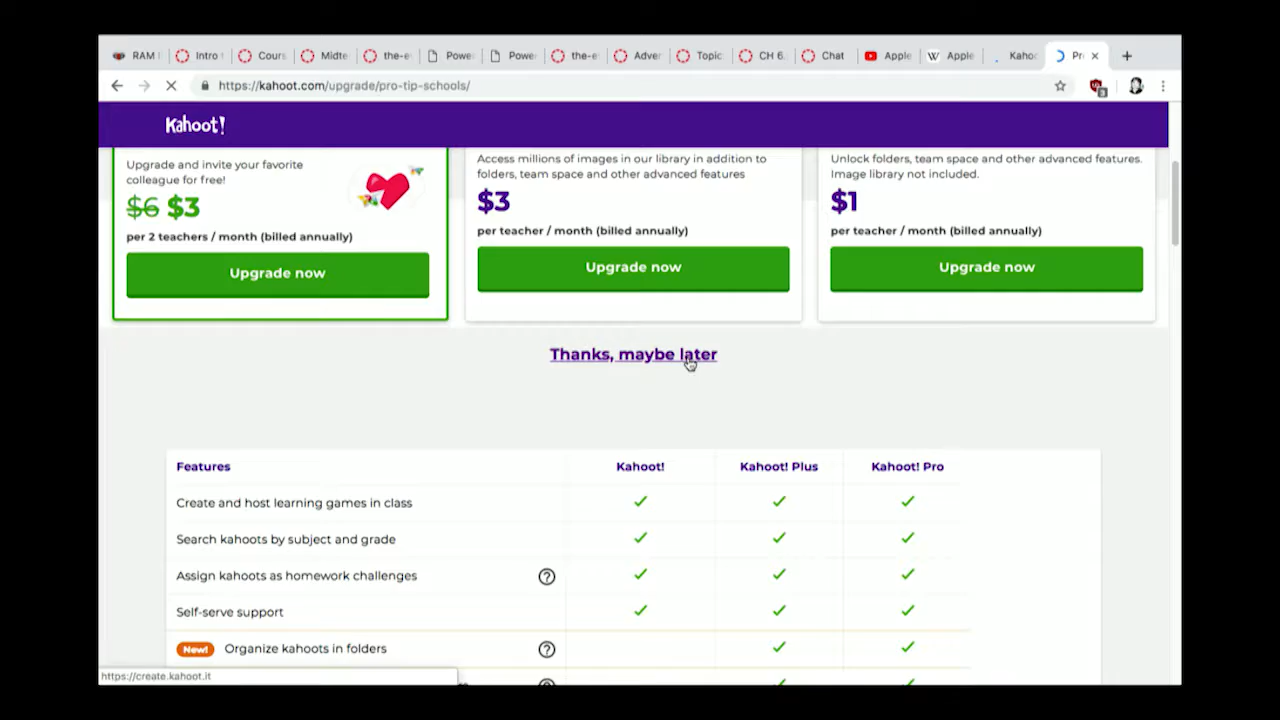 RAM
Intro
Cours
Midte
the-e
Powe
Powe
the-e
Adver
Topic
CH 6.
Chat
Apple
Apple
Kahoo
Pr
https://kahoot.com/upgrade/pro-tip-schools/
3
Kahoot!
Upgrade and invite your favorite
colleague for free!
$6 $3
per 2 teachers / month (billed annually)
Upgrade now
Access millions of images in our library in addition to
folders, team space and other advanced features
$3
per teacher / month (billed annually)
Upgrade now
Unlock folders, team space and other advanced features.
Image library not included.
$1
per teacher / month (billed annually)
Upgrade now
Thanks, maybe later
Features Kahoot! Kahoot! Plus Kahoot! Pro
Create and host learning games in class
Search kahoots by subject and grade
Assign kahoots as homework challenges ?
Self-serve support
New! Organize kahoots in folders ?
https://create.kahoot.it